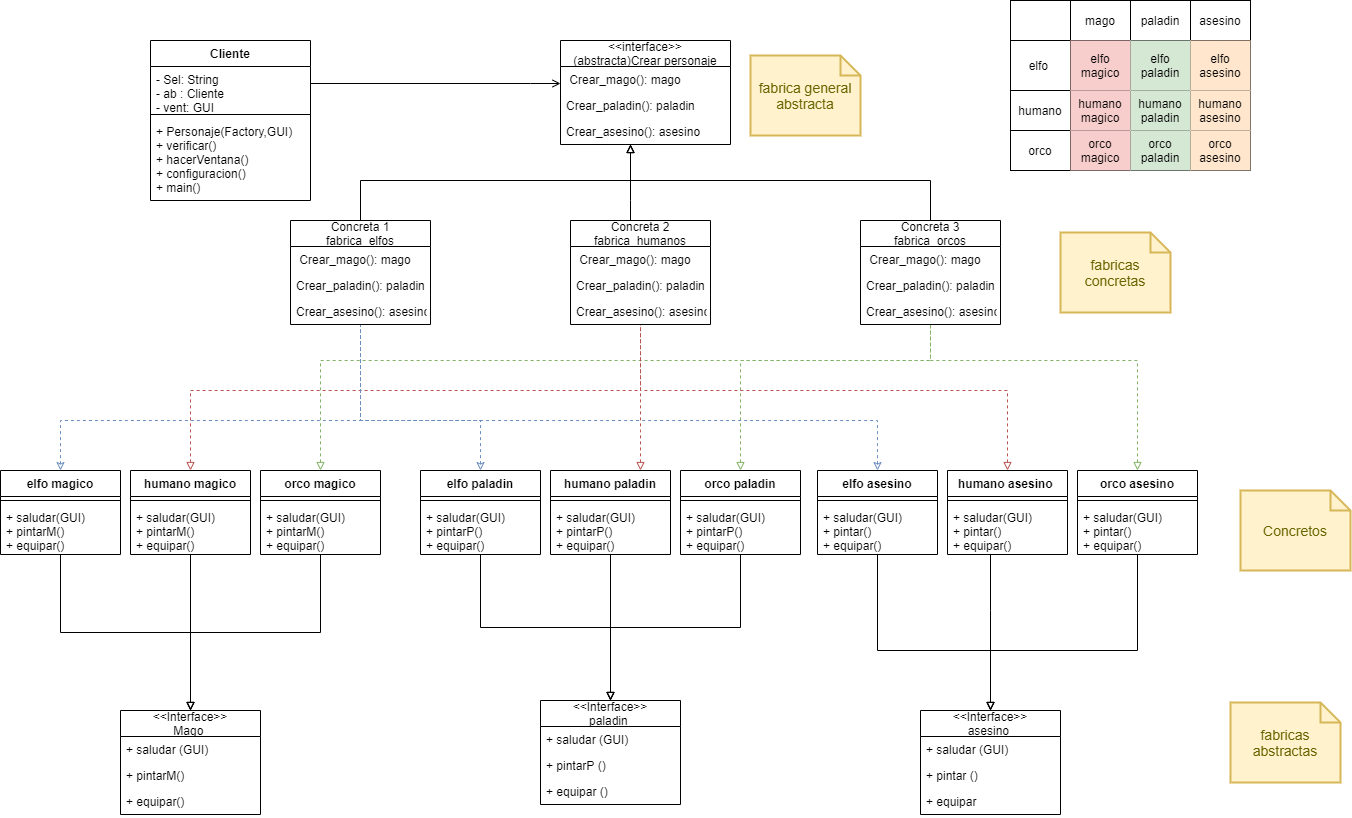 Cliente
- Sel: String
- ab : Cliente
- vent: GUI
+ Personaje(Factory,GUI)
+ verificar()
+ hacerVentana()
+ configuracion()
+ main()
<<interface>>
(abstracta)Crear personaje
Crear_mago(): mago
Crear_paladin(): paladin
Crear_asesino(): asesino
fabrica general
abstracta
mago paladin asesino
elfo
elfo
magico
elfo
paladin
elfo
asesino
humano
humano
magico
humano
paladin
humano
asesino
orco
orco
magico
orco
paladin
orco
asesino
Concreta 1
fabrica_elfos
Crear_mago(): mago
Crear_paladin(): paladin
Crear_asesino(): asesino
Concreta 2
fabrica_humanos
Crear_mago(): mago
Crear_paladin(): paladin
Crear_asesino(): asesino
Concreta 3
fabrica_orcos
Crear_mago(): mago
Crear_paladin(): paladin
Crear_asesino(): asesino
fabricas
concretas
elfo magico
+ saludar(GUI)
+ pintarM()
+ equipar()
humano magico
+ saludar(GUI)
+ pintarM()
+ equipar()
orco magico
+ saludar(GUI)
+ pintarM()
+ equipar()
elfo paladin
+ saludar(GUI)
+ pintarP()
+ equipar()
humano paladin
+ saludar(GUI)
+ pintarP()
+ equipar()
orco paladin
+ saludar(GUI)
+ pintarP()
+ equipar()
elfo asesino
+ saludar(GUI)
+ pintar()
+ equipar()
humano asesino
+ saludar(GUI)
+ pintar()
+ equipar()
orco asesino
+ saludar(GUI)
+ pintar()
+ equipar()
Concretos
<<Interface>>
Mago
+ saludar (GUI)
+ pintarM()
+ equipar()
<<Interface>>
paladin
+ saludar (GUI)
+ pintarP ()
+ equipar ()
<<Interface>>
asesino
+ saludar (GUI)
+ pintar ()
+ equipar
fabricas
abstractas